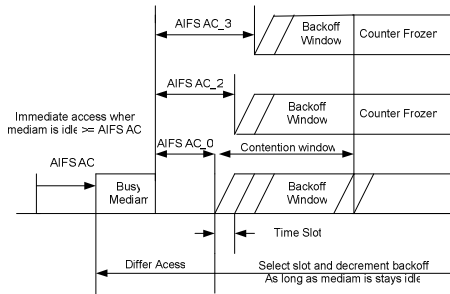 AIFS AC_3
Backoff
Window
Counter Frozen
AIFS AC_2
Backoff
Window
Counter Frozen
Immediate access wher
mediam is idle >= AIFS AC
AIFS AC_0
Contention window
AIFS AC
Busy
Mediam
Backoff
Window
Time Slot
Differ Acess
Select slot and decrement backoff
As long as mediam is stays idle